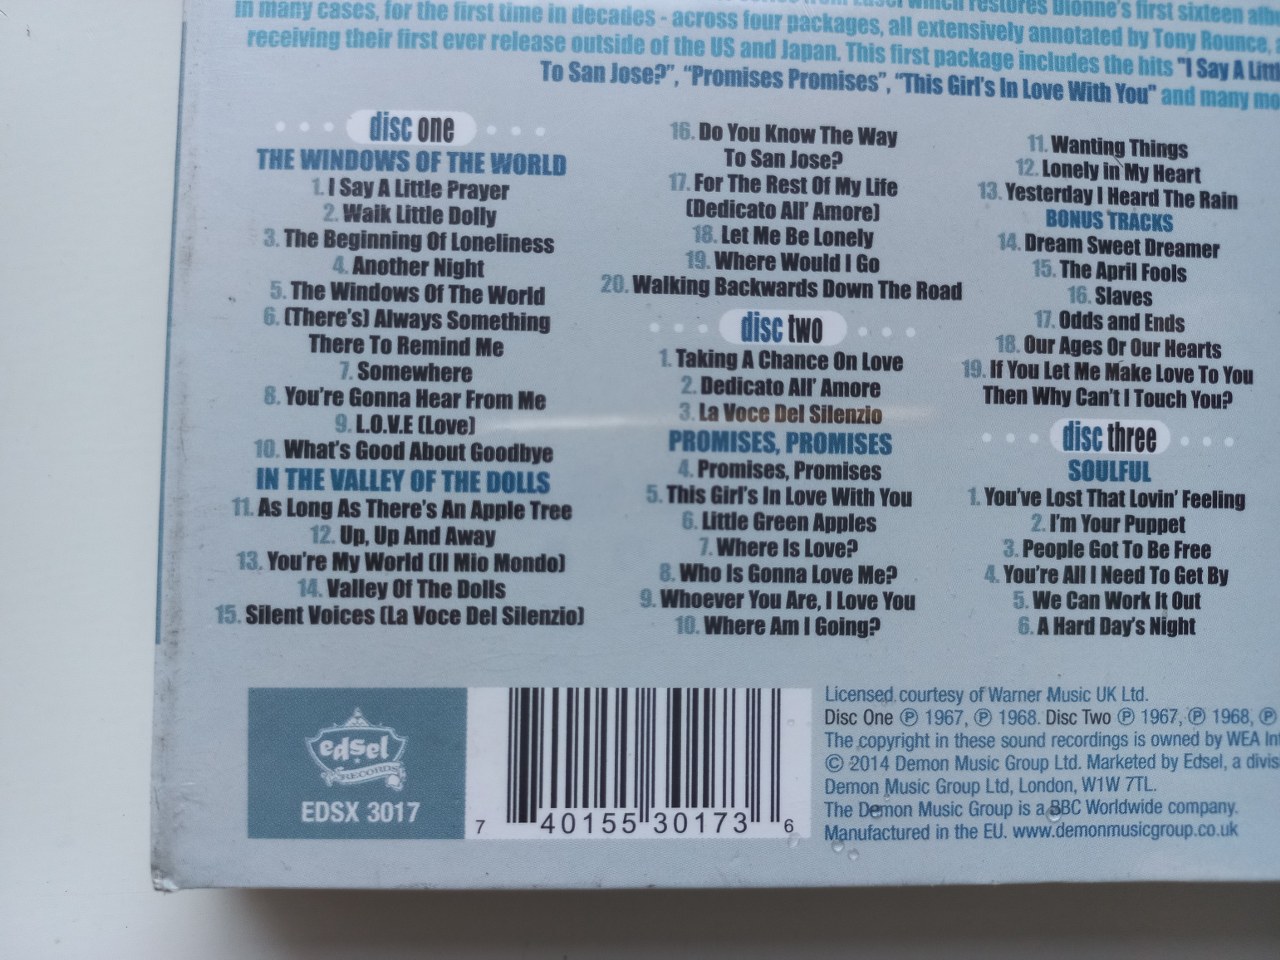 which restores Dionne's first sixteen
in many cases, for the first time in decades - across four packages, all extensively annotated by Tony Rounce,
receiving their first ever release outside of the US and Japan. This first package includes the hits "I Say A
To San Jose?", "Promises Promises", "This Girl's In Love With You" and many
disc one
THE WINDOWS OF THE WORLD
1. I Say A Little Prayer
2. Walk Little Dolly
3. The Beginning Of Loneliness
4. Another Night
5. The Windows Of The World
6. (There's) Always Something
There To Remind Me
7. Somewhere
8. You're Gonna Hear From Me
9. L.O.V.E (Love)
10. What's Good About Goodbye
IN THE VALLEY OF THE DOLLS
11. As Long As There's An Apple Tree
12. Up, Up And Away
13. You're My World (Il Mio Mondo)
14. Valley Of The Dolls
15. Silent Voices (La Voce Del Silenzio)
16. Do You Know The Way
To San Jose?
17. For The Rest Of My Life
(Dedicato All' Amore)
18. Let Me Be Lonely
19. Where Would I Go
20. Walking Backwards Down The Road
disc two
1. Taking A Chance On Love
2. Dedicato All' Amore
3. La Voce Del Silenzio
PROMISES, PROMISES
4. Promises, Promises
5. This Girl's In Love With You
6. Little Green Apples
7. Where Is Love?
8. Who Is Gonna Love Me?
9. Whoever You Are, I Love You
10. Where Am I Going?
11. Wanting Things
12. Lonely in My Heart
13. Yesterday I Heard The Rain
BONUS TRACKS
14. Dream Sweet Dreamer
15. The April Fools
16. Slaves
17. Odds and Ends
18. Our Ages Or Our Hearts
19. If You Let Me Make Love To You
Then Why Can't I Touch You?
disc three
SOULFUL
1. You've Lost That Lovin' Feeling
2. I'm Your Puppet
3. People Got To Be Free
4. You're All I Need To Get By
5. We Can Work It Out
6. A Hard Day's Night
edsel
RECORDS
EDSX 3017
7 40155 30173 6
Licensed courtesy of Warner Music UK Ltd.
Disc One ℗ 1967, ℗ 1968. Disc Two ℗ 1967, ℗ 1968, ℗
The copyright in these sound recordings is owned by WEA
© 2014 Demon Music Group Ltd. Marketed by Edsel, a
Demon Music Group Ltd, London, W1W 7TL.
The Demon Music Group is a BBC Worldwide company.
Manufactured in the EU. www.demonmusicgroup.co.uk